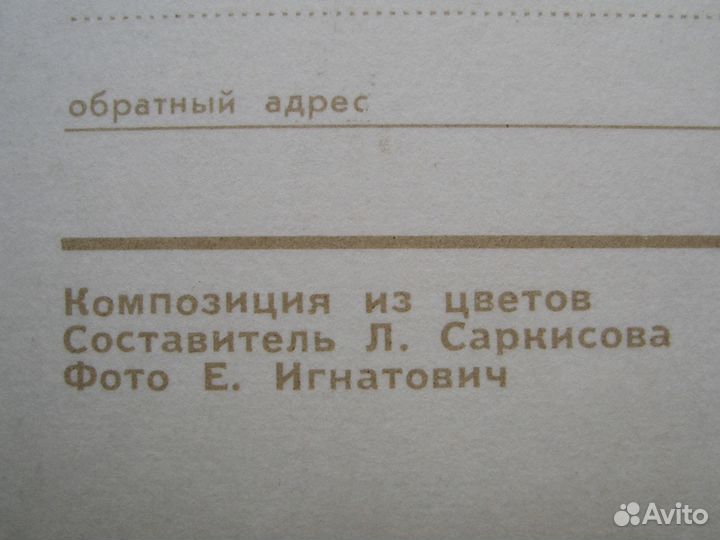 обратный адрес
Композиция из цветов
Составитель Л. Саркисова
Фото Е. Игнатович
Avito